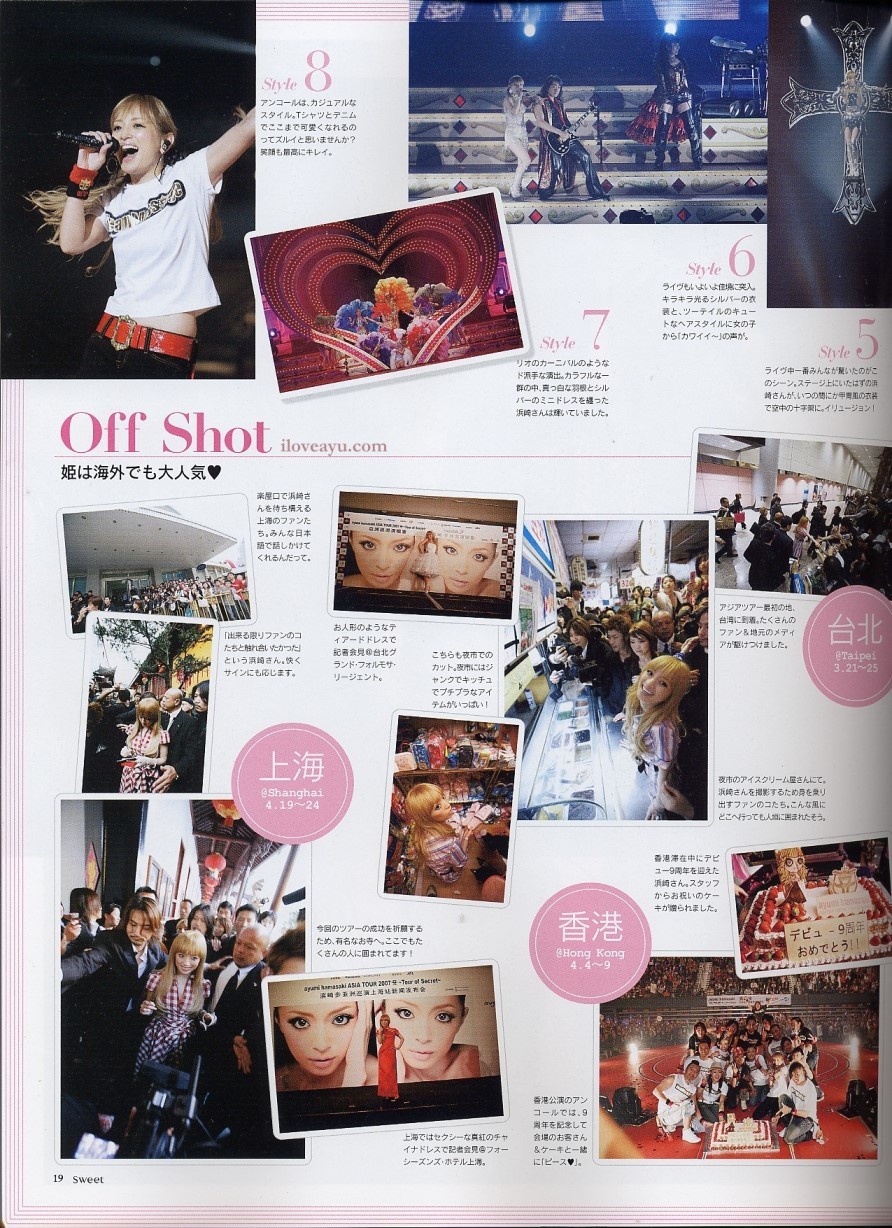 Style 8
アンコールは、カジュアルな
スタイル。Tシャツとデニム
でここまで可愛くなれるの
ってズルイと思いませんか?
笑顔も最高にキレイ。
Style 7
リオのカーニバルのような
ド派手な演出。カラフルな一
群の中、真っ白な羽根とシル
バーのミニドレスを纏った
浜崎さんは輝いていました。
Style 6
ライヴもいよいよ佳境に突入。
キラキラ光るシルバーの衣
装と、ツーテイルのキュー
トなヘアスタイルに女の子
から「カワイイ〜」の声が。
Style 5
ライヴ中一番みんなが驚いたのがこ
のシーン。ステージ上にいたはずの浜
崎さんが、いつの間にか甲冑風の衣装
で空中の十字架に。イリュージョン!
Off Shot iloveayu.com
姫は海外でも大人気♥
楽屋口で浜崎さ
んを待ち構える
上海のファンた
ち。みんな日本
語で話しかけて
くれるんだって。
「出来る限りファンのコ
たちと触れ合いたかった」
という浜崎さん。快く
サインにも応じます。
お人形のようなテ
ィアードドレスで
記者会見@台北グ
ランド・フォルモサ・
リージェント。
こちらも夜市での
カット。夜市にはジ
ャンクでキッチュ
でプチプラなアイ
テムがいっぱい!
アジアツアー最初の地、
台湾に到着。たくさんの
ファン&地元のメディ
アが駆けつけました。
台北
@Taipei
3.21〜25
上海
@Shanghai
4.19〜24
夜市のアイスクリーム屋さんにて。
浜崎さんを撮影するため身を乗り
出すファンのコたち。こんな風に
どこへ行っても人垣に囲まれたそう。
香港滞在中にデビ
ュー9周年を迎えた
浜崎さん。スタッフ
からお祝いのケー
キが贈られました。
デビュー9周年
おめでとう!!
香港
@Hong Kong
4.4〜9
今回のツアーの成功を祈願する
ため、有名なお寺へ。ここでもた
くさんの人に囲まれてます!
ayumi hamasaki ASIA TOUR 2007 ~Tour of Secret~
浜崎步亚洲巡演上海站新闻发布会
上海ではセクシーな真紅のチャ
イナドレスで記者会見@フォー
シーズンズ・ホテル上海。
香港公演のアン
コールでは、9
周年を記念して
会場のお客さん
&ケーキと一緒
に「ピース♥」。
19 Sweet